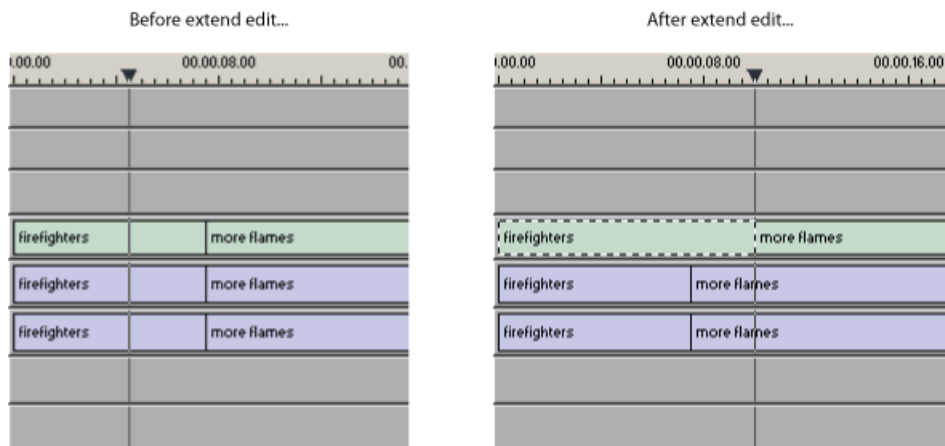 Before extend edit...
After extend edit...
:00.00 00.00.08.00 00.
firefighters more flames
firefighters more flames
firefighters more flames
:00.00 00.00.08.00 00.00.16.00
firefighters more flames
firefighters more flames
firefighters more flames